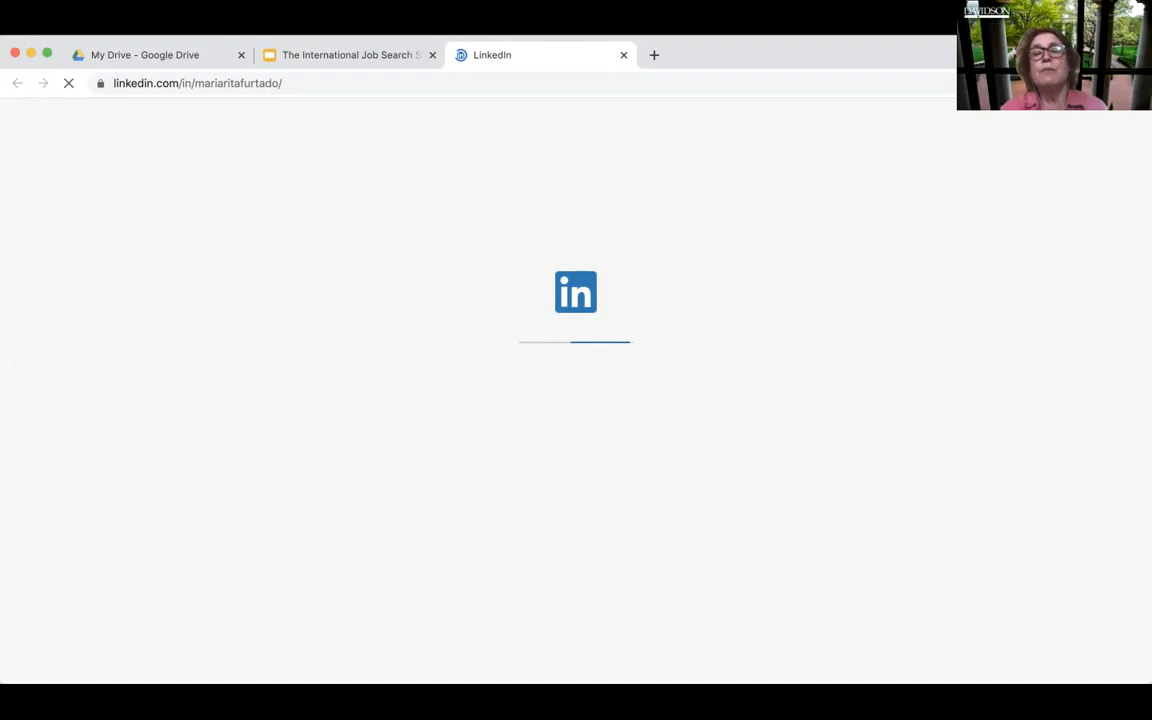 DAVIDSON
My Drive - Google Drive
The International Job Search S
LinkedIn
linkedin.com/in/mariaritafurtado/
in